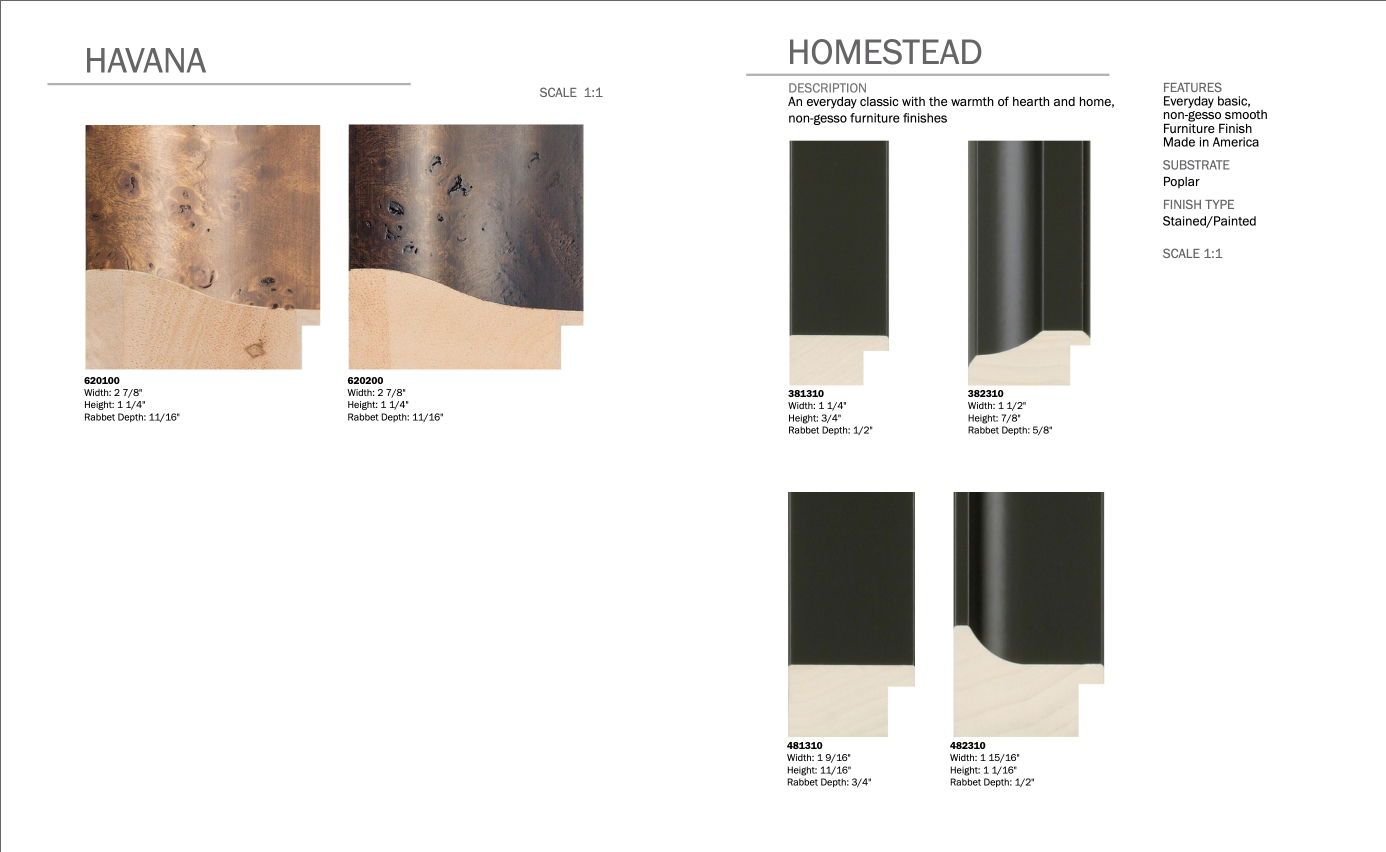 HAVANA
SCALE 1:1
620100
Width: 2 7/8"
Height: 1 1/4"
Rabbet Depth: 11/16"
620200
Width: 2 7/8"
Height: 1 1/4"
Rabbet Depth: 11/16"
HOMESTEAD
DESCRIPTION
An everyday classic with the warmth of hearth and home,
non-gesso furniture finishes
FEATURES
Everyday basic,
non-gesso smooth
Furniture Finish
Made in America
SUBSTRATE
Poplar
FINISH TYPE
Stained/Painted
SCALE 1:1
381310
Width: 1 1/4"
Height: 3/4"
Rabbet Depth: 1/2"
382310
Width: 1 1/2"
Height: 7/8"
Rabbet Depth: 5/8"
481310
Width: 1 9/16"
Height: 11/16"
Rabbet Depth: 3/4"
482310
Width: 1 15/16"
Height: 1 1/16"
Rabbet Depth: 1/2"